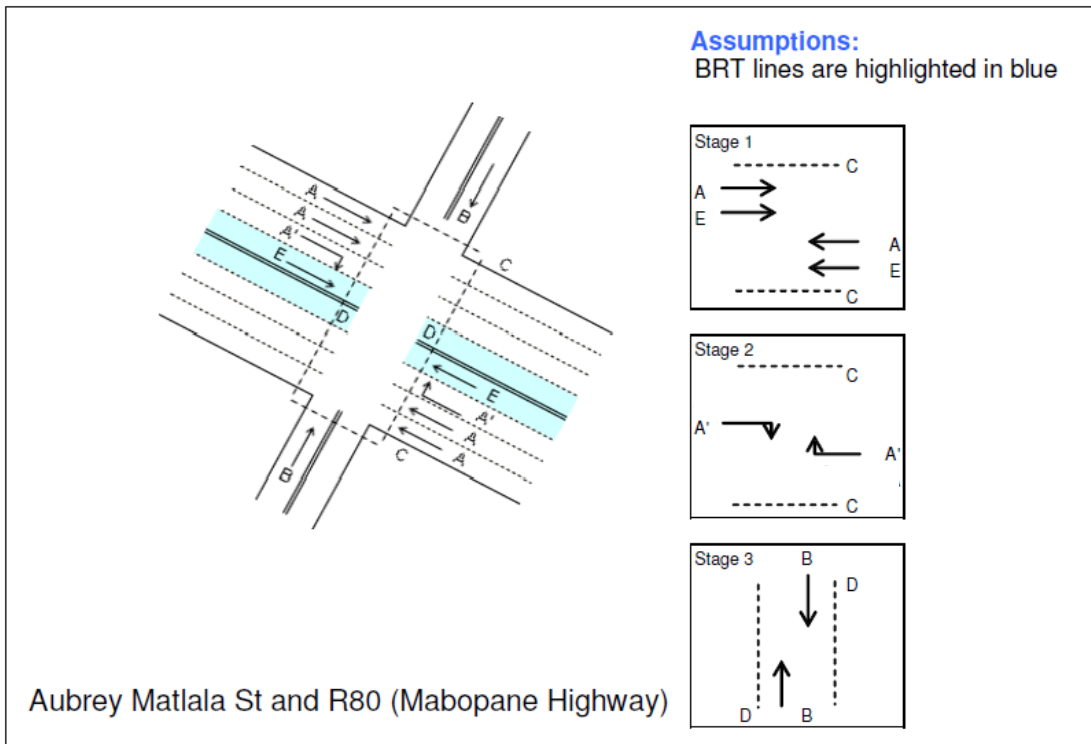 Assumptions:
BRT lines are highlighted in blue
A
A
A'
E
D
B
C
D
E
A'
A
A
C
B
Stage 1
C
A
E
A
E
C
Stage 2
C
A'
A'
C
Stage 3
B
D
D
B
Aubrey Matlala St and R80 (Mabopane Highway)